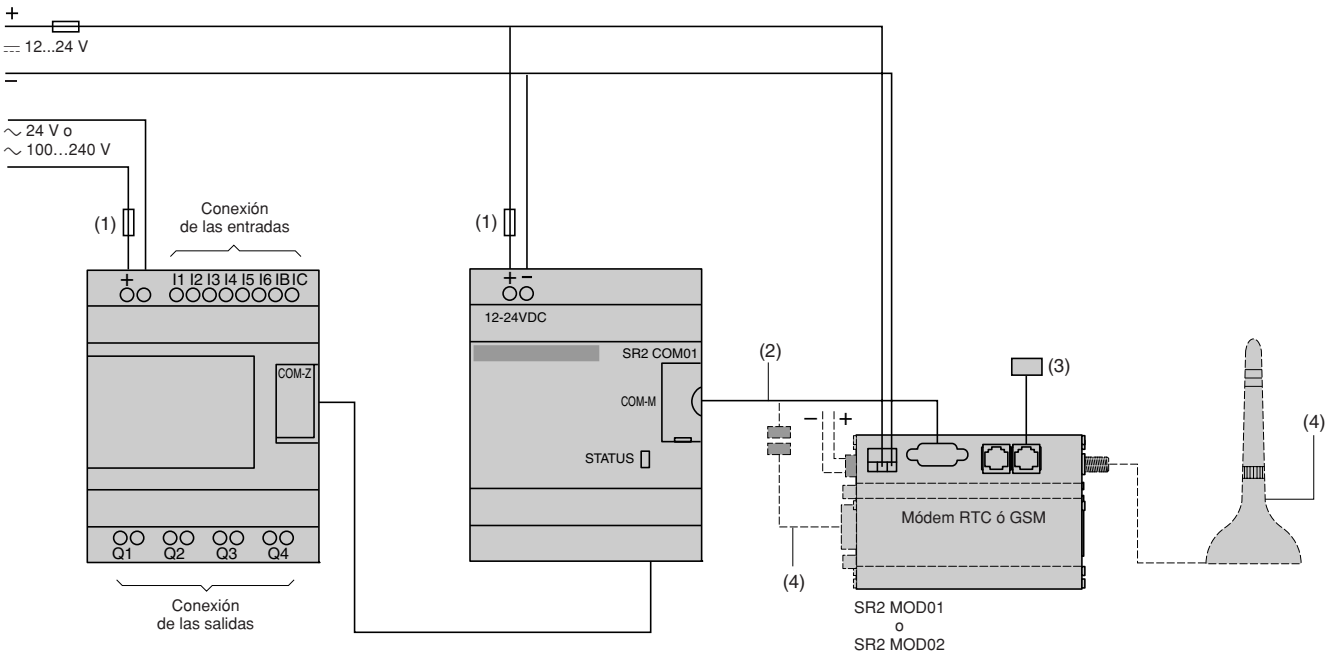 +
12...24 V
–
24 V o
100...240 V
(1)
Conexión
de las entradas
+
I1 I2 I3 I4 I5 I6 IB IC
COM-Z
Q1 Q2 Q3 Q4
Conexión
de las salidas
(1)
+ –
12-24VDC
SR2 COM01
COM-M
STATUS
(2)
– +
(3)
(4)
Módem RTC ó GSM
(4)
SR2 MOD01
o
SR2 MOD02